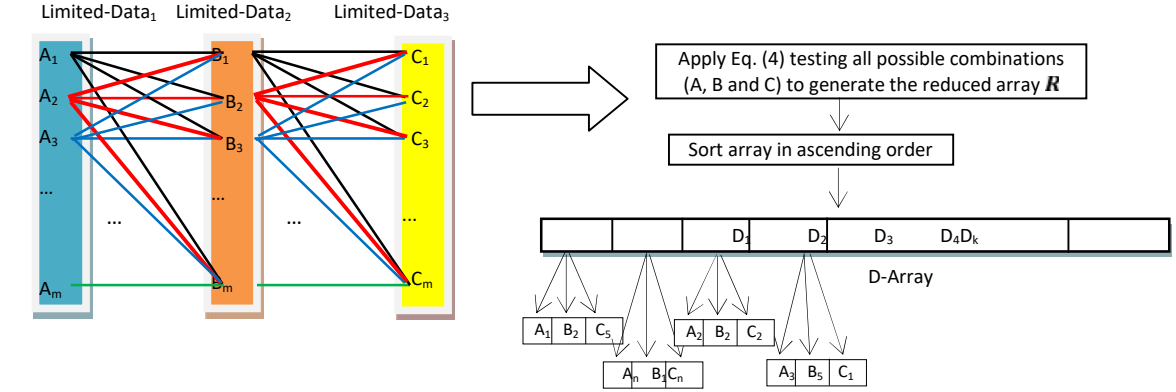 Limited-Data₁ Limited-Data₂ Limited-Data₃
A₁ B₁ C₁
A₂ B₂ C₂
A₃ B₃ C₃
... ... ...
... ...
Aₘ Bₘ Cₘ
Apply Eq. (4) testing all possible combinations
(A, B and C) to generate the reduced array R
Sort array in ascending order
D₁ D₂ D₃ D₄Dₖ
D-Array
A₁ B₂ C₅
A₂ B₂ C₂
Aₙ B₁Cₙ
A₃ B₅ C₁